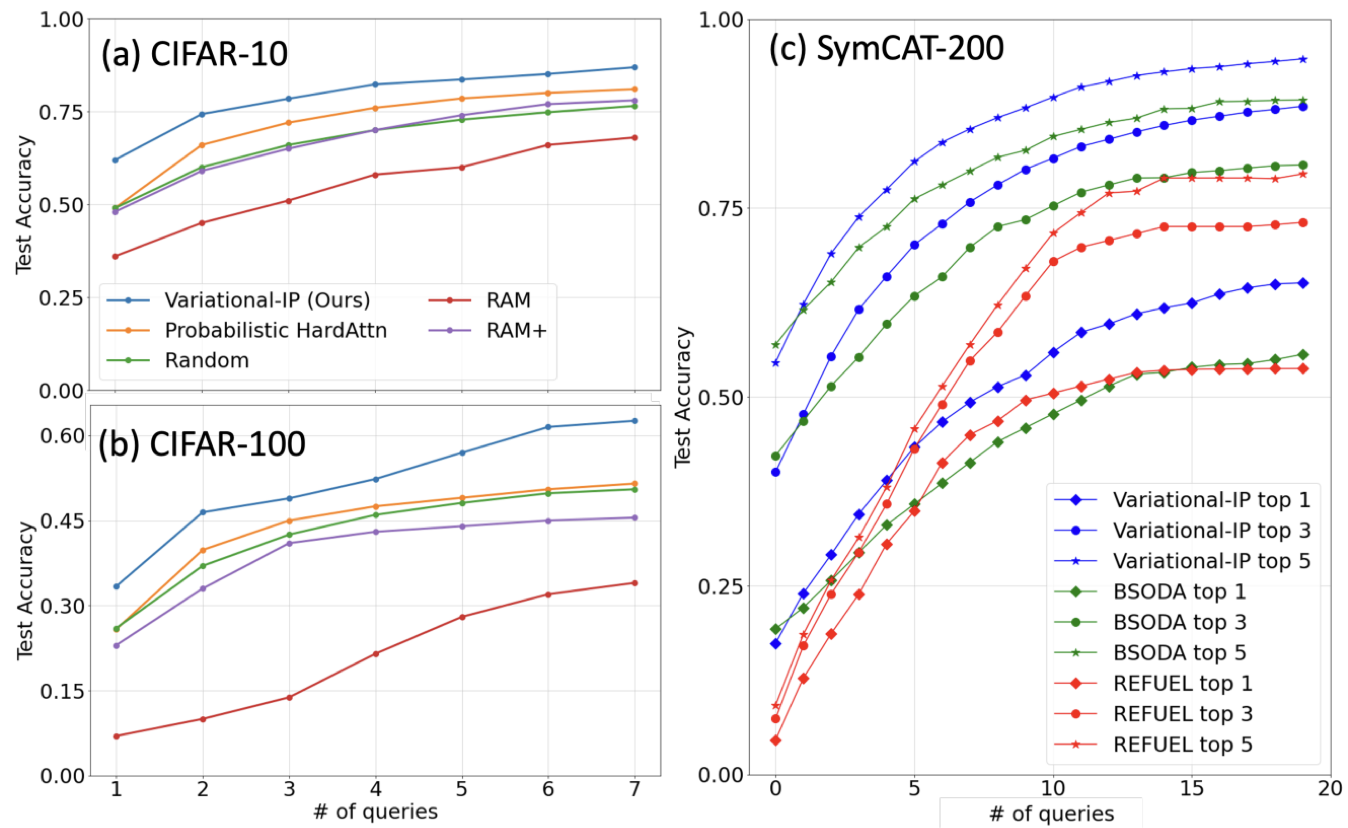 (a) CIFAR-10
1.00
0.75
0.50
0.25
0.00
Test Accuracy
Variational-IP (Ours)
Probabilistic HardAttn
Random
RAM
RAM+
(b) CIFAR-100
0.60
0.45
0.30
0.15
0.00
Test Accuracy
1 2 3 4 5 6 7
# of queries
(c) SymCAT-200
1.00
0.75
0.50
0.25
0.00
Test Accuracy
Variational-IP top 1
Variational-IP top 3
Variational-IP top 5
BSODA top 1
BSODA top 3
BSODA top 5
REFUEL top 1
REFUEL top 3
REFUEL top 5
0 5 10 15 20
# of queries